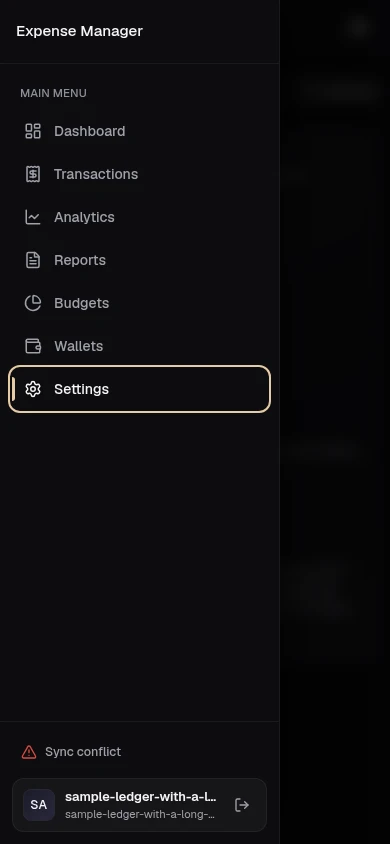 Expense Manager
MAIN MENU
Dashboard
Transactions
Analytics
Reports
Budgets
Wallets
Settings
Sync conflict
SA
sample-ledger-with-a-l...
sample-ledger-with-a-long-...